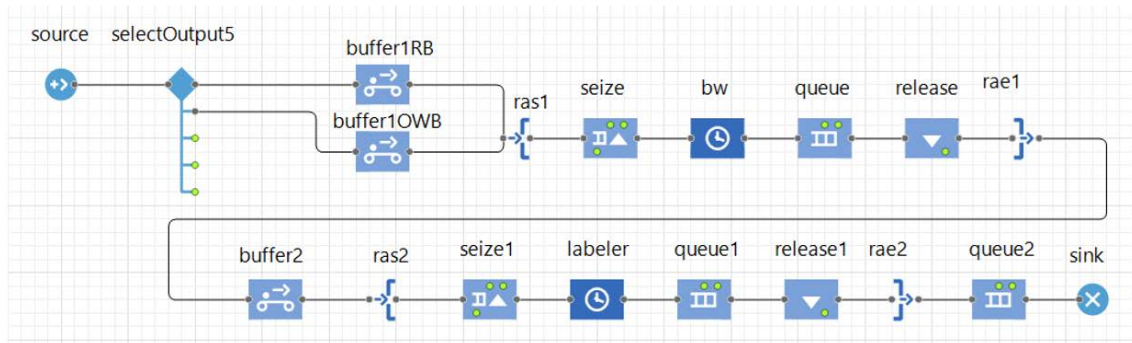 source
selectOutput5
buffer1RB
buffer1OWB
ras1
seize
bw
queue
release
rae1
buffer2
ras2
seize1
labeler
queue1
release1
rae2
queue2
sink